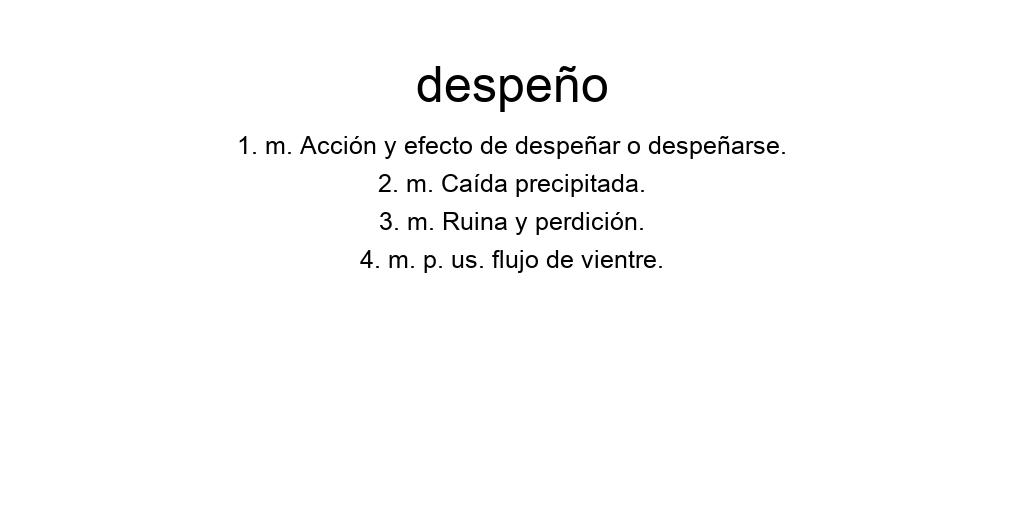 despeño
1. m. Acción y efecto de despeñar o despeñarse.
2. m. Caída precipitada.
3. m. Ruina y perdición.
4. m. p. us. flujo de vientre.